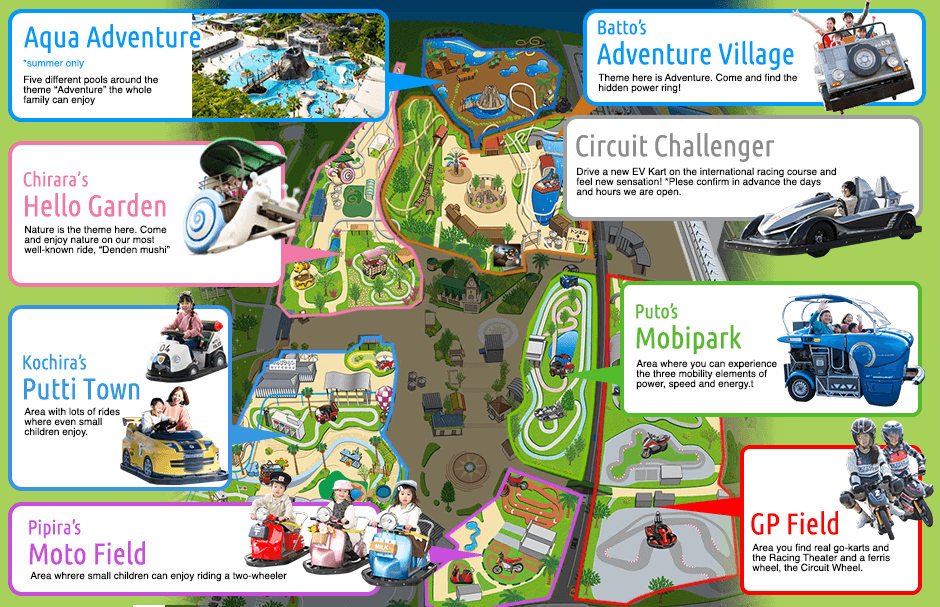 Aqua Adventure
*summer only
Five different pools around the
theme “Adventure” the whole
family can enjoy
Batto’s
Adventure Village
Theme here is Adventure. Come and find the
hidden power ring!
Circuit Challenger
Drive a new EV Kart on the international racing course and
feel new sensation! *Plese confirm in advance the days
and hours we are open.
Chirara’s
Hello Garden
Nature is the theme here. Come
and enjoy nature on our most
well-known ride, “Denden mushi”
Puto’s
Mobipark
Area where you can experience
the three mobility elements of
power, speed and energy.t
Kochira’s
Putti Town
Area with lots of rides
where even small
children enjoy.
04
Pipira’s
Moto Field
Area whrere small children can enjoy riding a two-wheeler
MILK
GP Field
Area you find real go-karts and
the Racing Theater and a ferris
wheel, the Circuit Wheel.